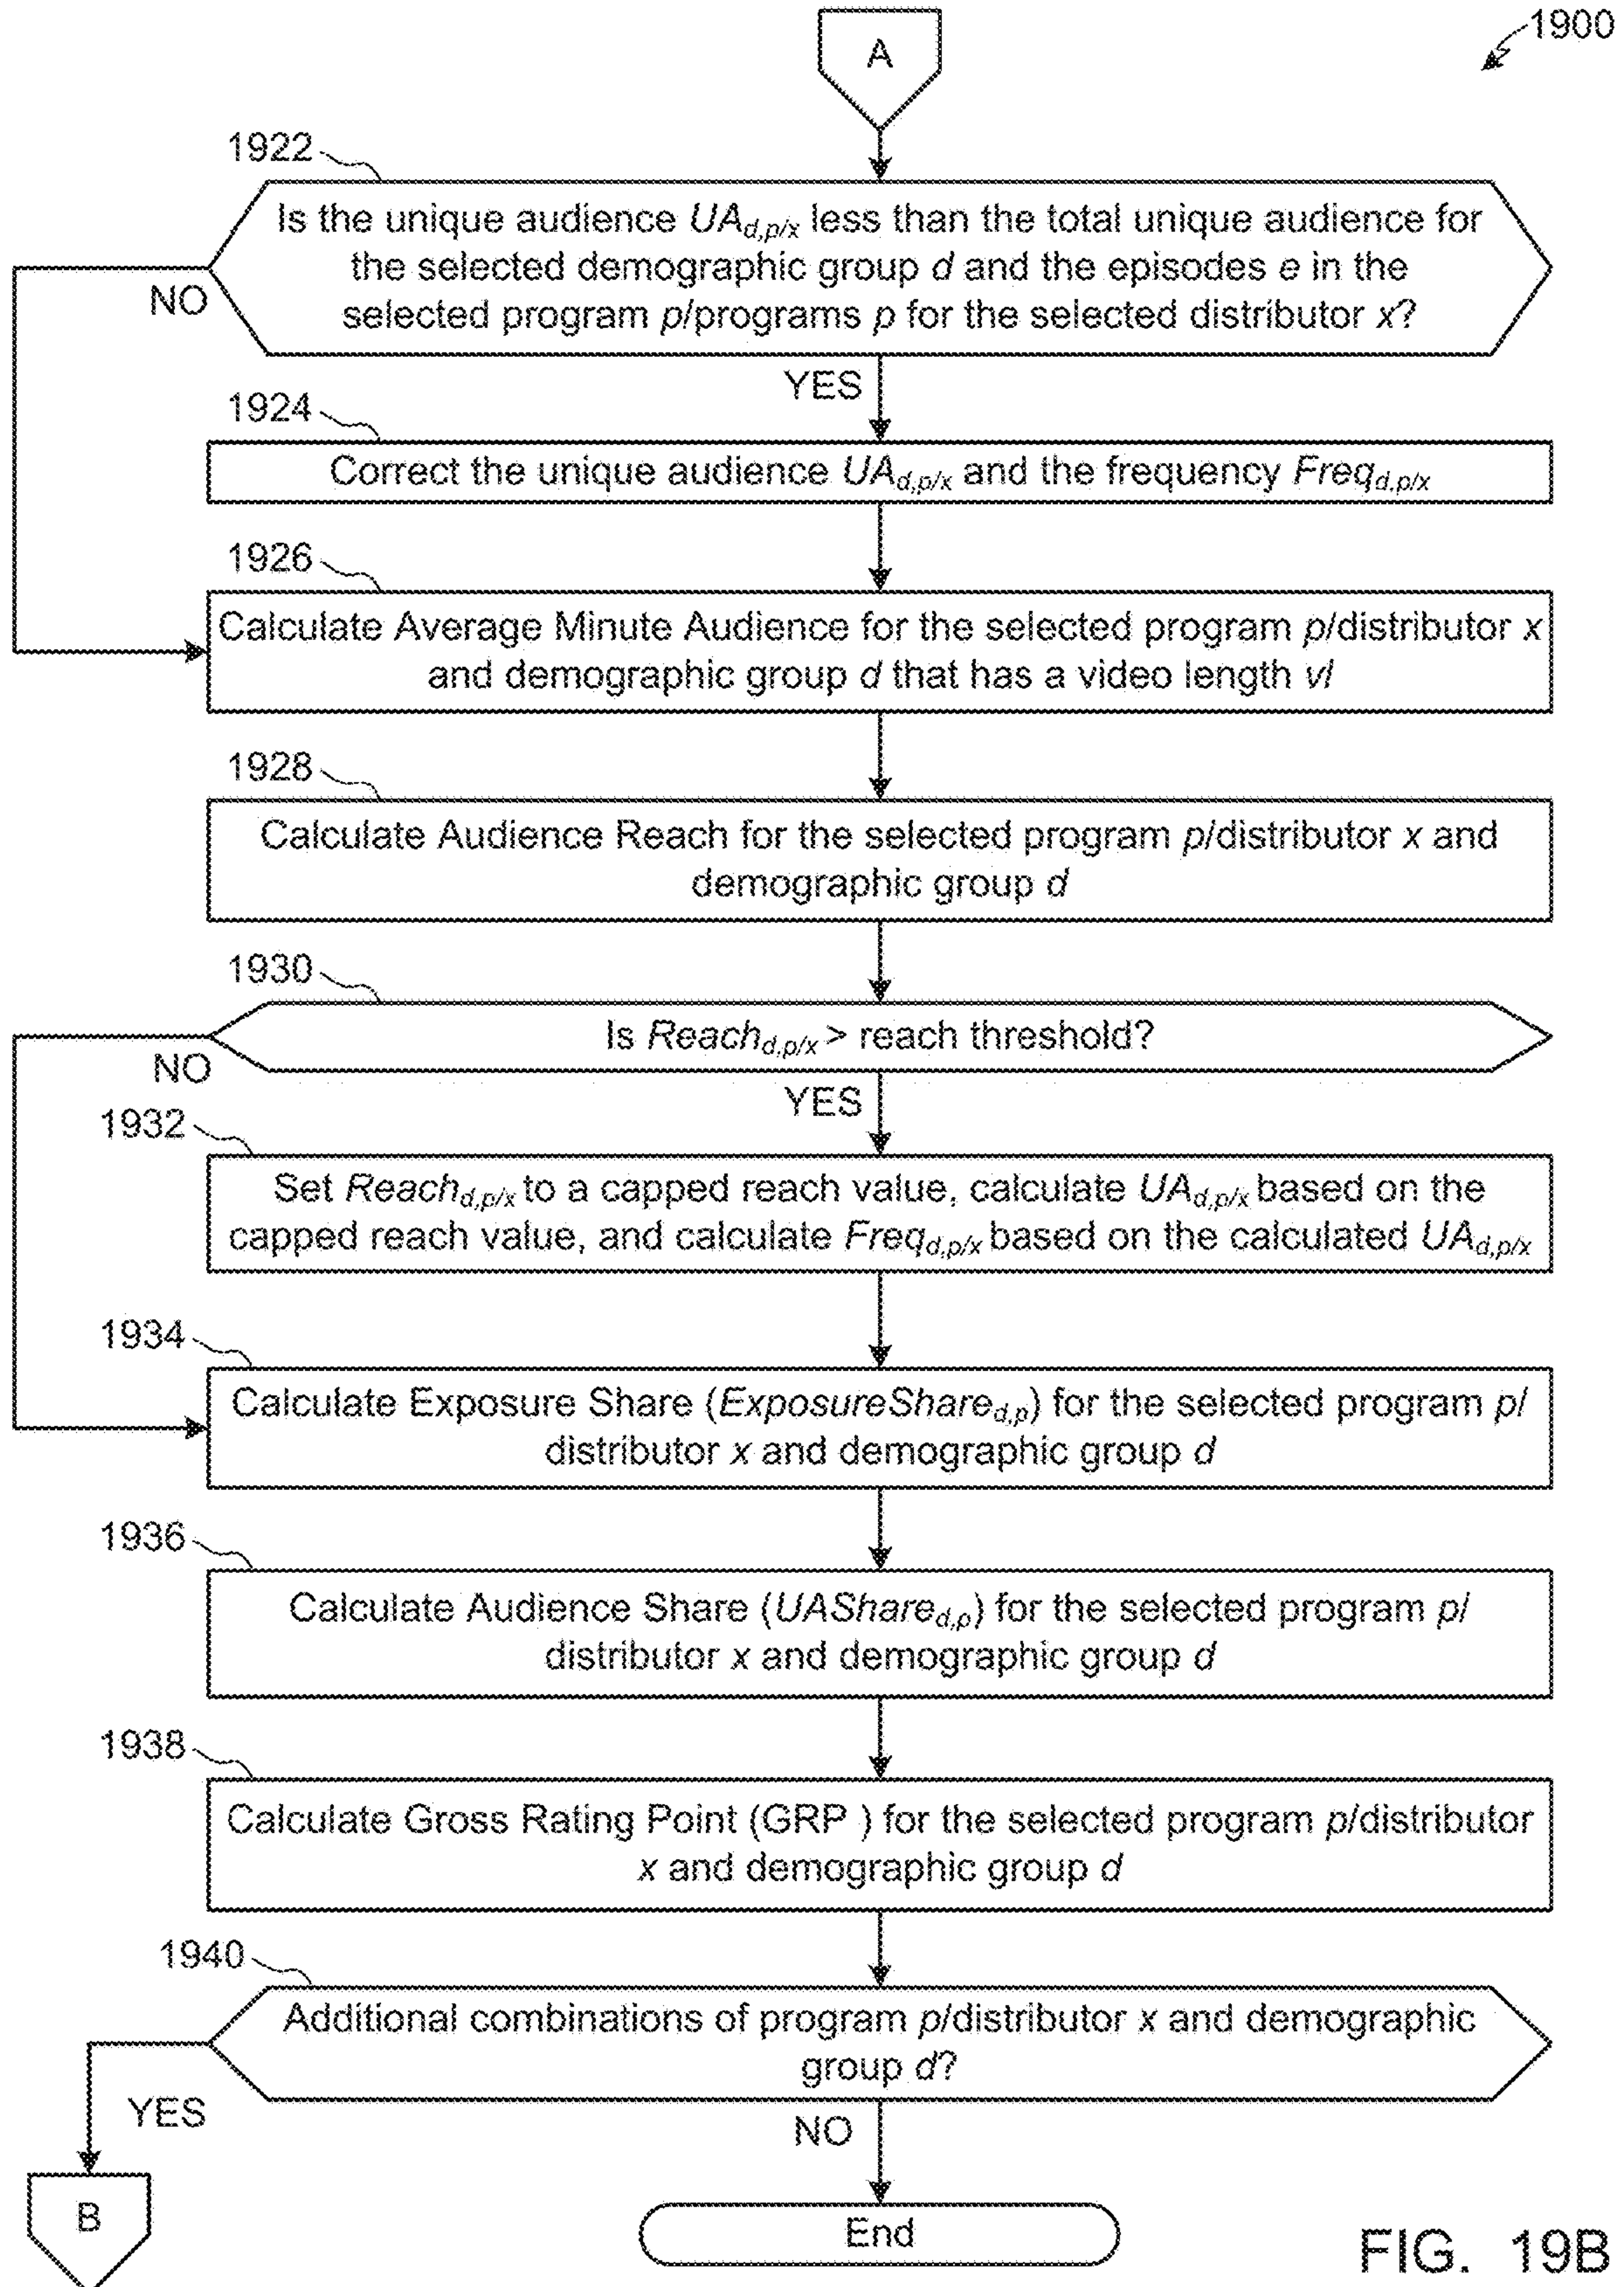 A
1900
1922
Is the unique audience UAd,p/x less than the total unique audience for
the selected demographic group d and the episodes e in the
selected program p/programs p for the selected distributor x?
NO
YES
1924
Correct the unique audience UAd,p/x and the frequency Freqd,p/x
1926
Calculate Average Minute Audience for the selected program p/distributor x
and demographic group d that has a video length vl
1928
Calculate Audience Reach for the selected program p/distributor x and
demographic group d
1930
Is Reachd,p/x > reach threshold?
NO
YES
1932
Set Reachd,p/x to a capped reach value, calculate UAd,p/x based on the
capped reach value, and calculate Freqd,p/x based on the calculated UAd,p/x
1934
Calculate Exposure Share (ExposureShared,p) for the selected program p/
distributor x and demographic group d
1936
Calculate Audience Share (UAShared,p) for the selected program p/
distributor x and demographic group d
1938
Calculate Gross Rating Point (GRP ) for the selected program p/distributor
x and demographic group d
1940
Additional combinations of program p/distributor x and demographic
group d?
YES
NO
B
End
FIG. 19B